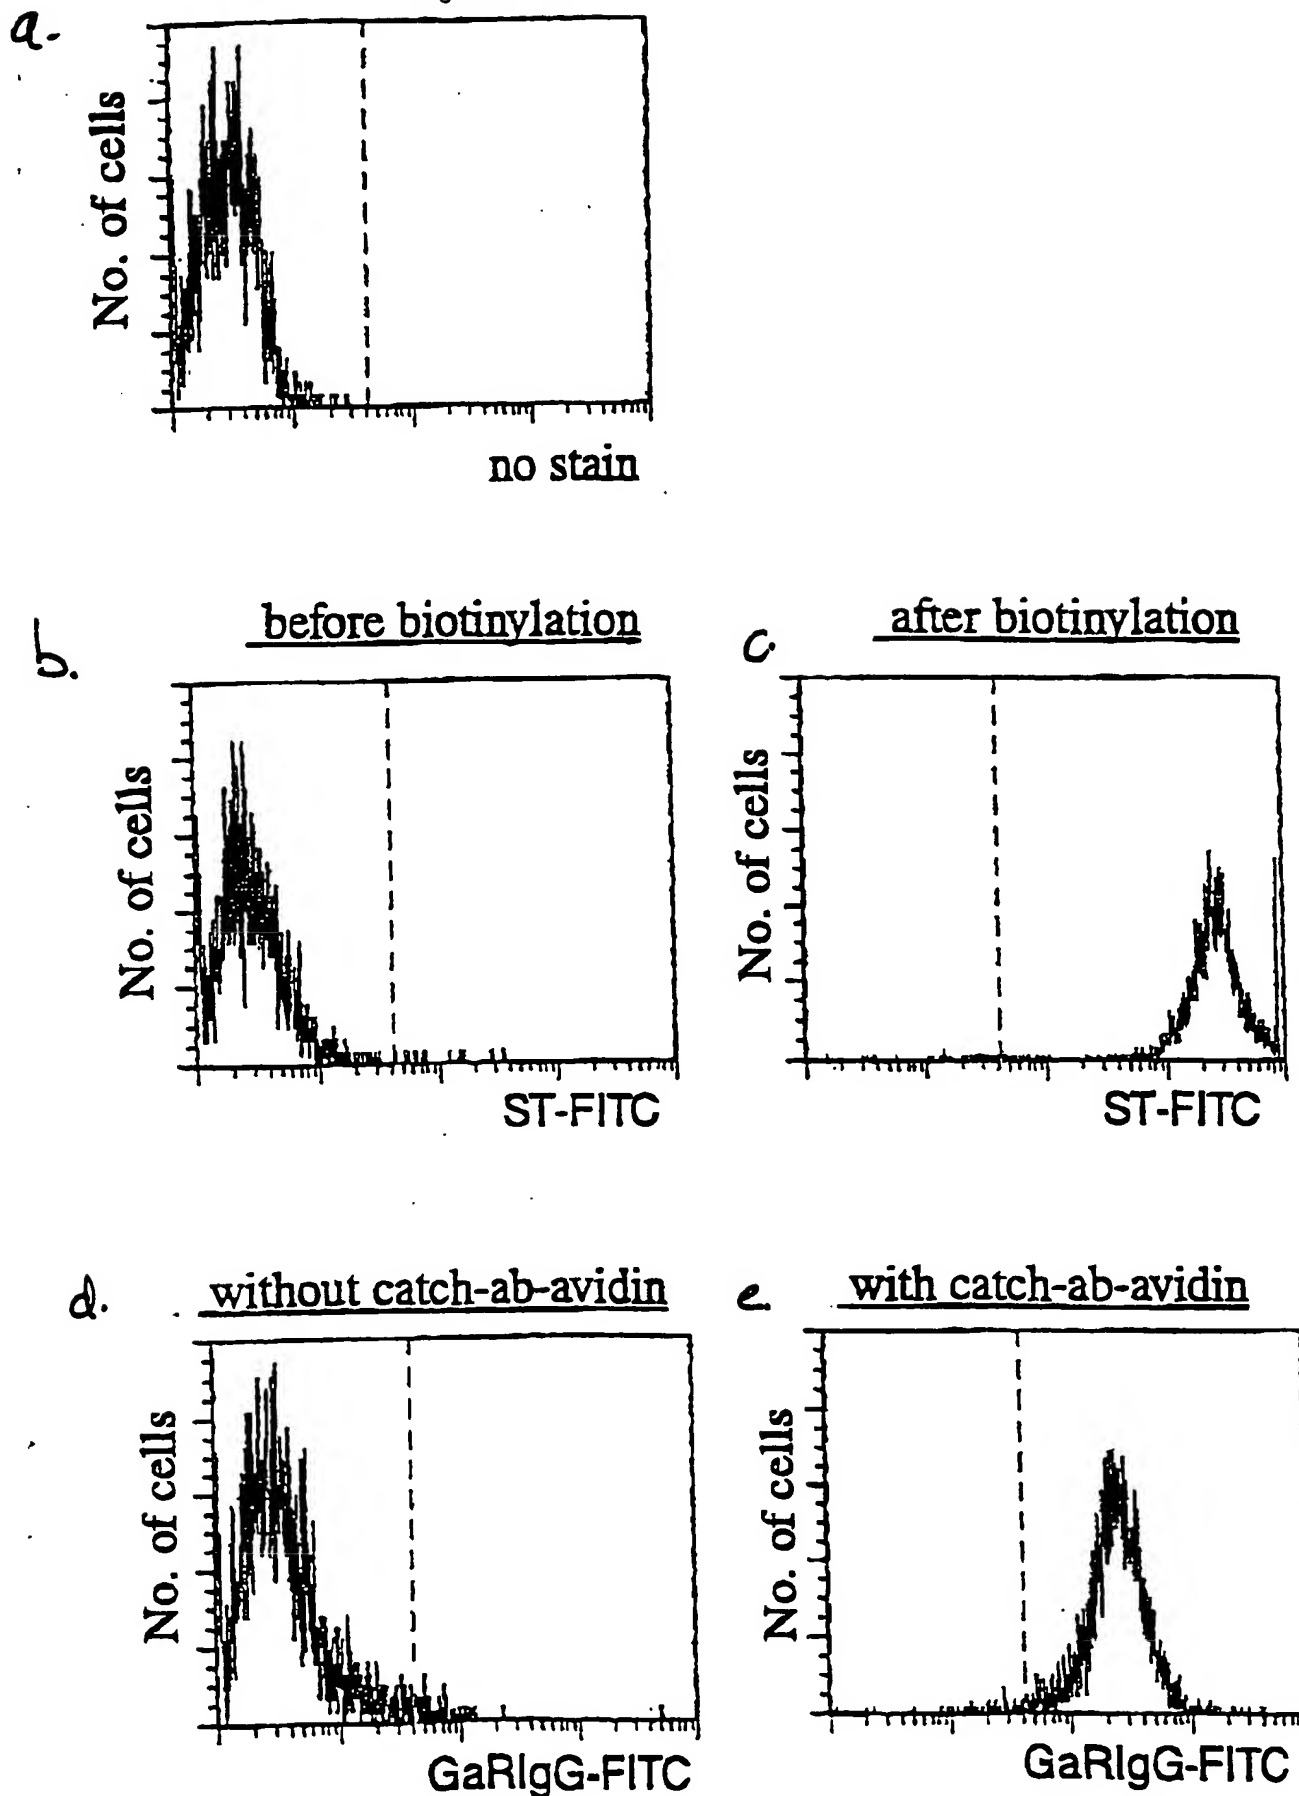 a.
No. of cells
no stain
before biotinylation
after biotinylation
b.
c.
No. of cells
No. of cells
ST-FITC
ST-FITC
without catch-ab-avidin
with catch-ab-avidin
d.
e.
No. of cells
No. of cells
GaRIgG-FITC
GaRIgG-FITC